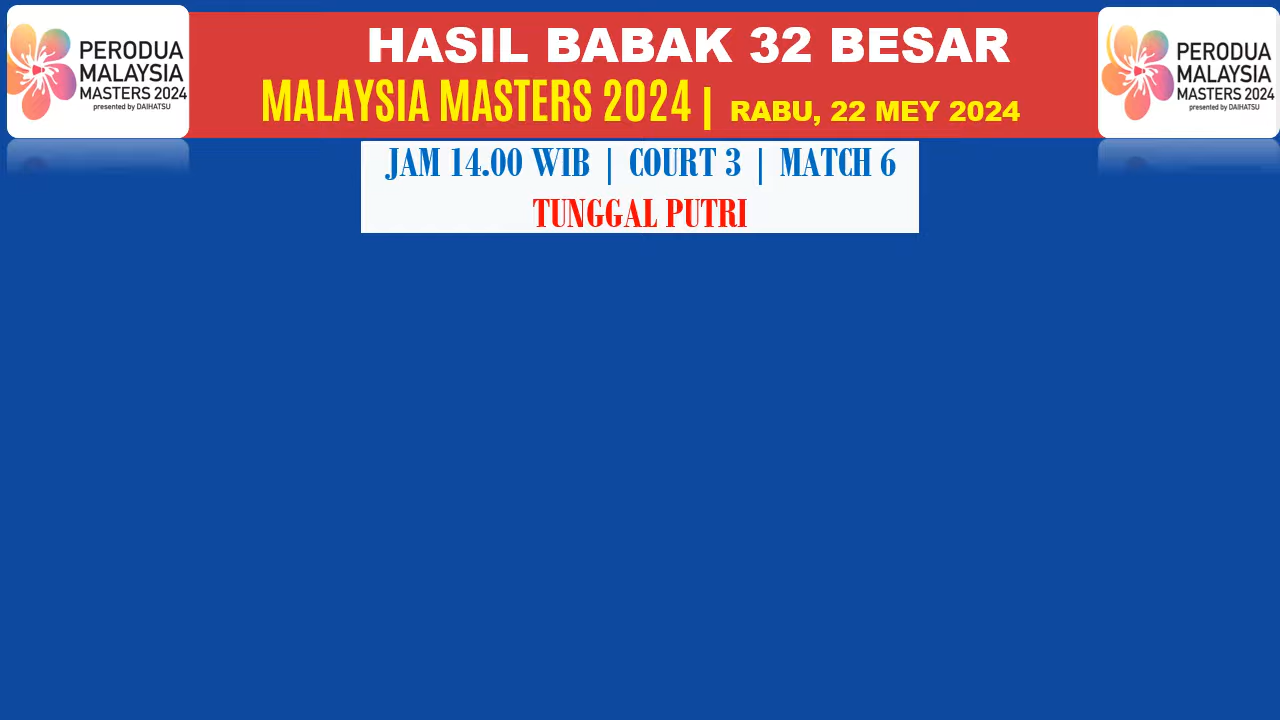 PERODUA
MALAYSIA
MASTERS 2024
presented by DAIHATSU
HASIL BABAK 32 BESAR
MALAYSIA MASTERS 2024 | RABU, 22 MEY 2024
PERODUA
MALAYSIA
MASTERS 2024
presented by DAIHATSU
JAM 14.00 WIB | COURT 3 | MATCH 6
TUNGGAL PUTRI